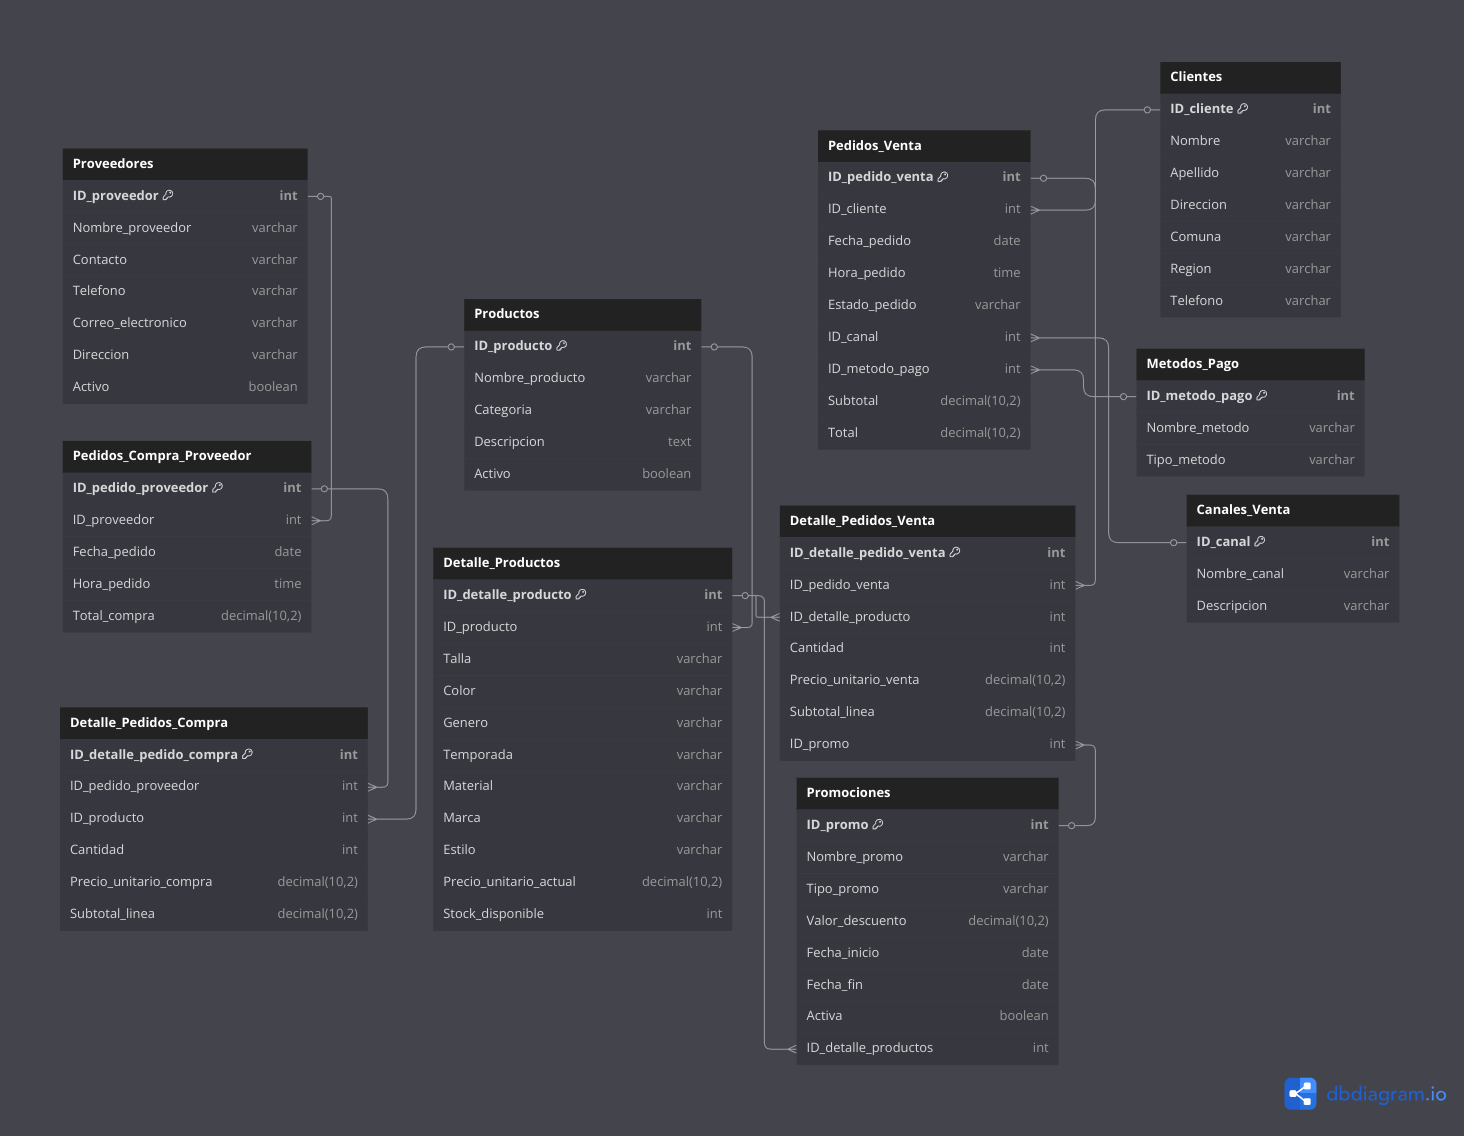 Proveedores
ID_proveedor int
Nombre_proveedor varchar
Contacto varchar
Telefono varchar
Correo_electronico varchar
Direccion varchar
Activo boolean
Pedidos_Compra_Proveedor
ID_pedido_proveedor int
ID_proveedor int
Fecha_pedido date
Hora_pedido time
Total_compra decimal(10,2)
Detalle_Pedidos_Compra
ID_detalle_pedido_compra int
ID_pedido_proveedor int
ID_producto int
Cantidad int
Precio_unitario_compra decimal(10,2)
Subtotal_linea decimal(10,2)
Productos
ID_producto int
Nombre_producto varchar
Categoria varchar
Descripcion text
Activo boolean
Detalle_Productos
ID_detalle_producto int
ID_producto int
Talla varchar
Color varchar
Genero varchar
Temporada varchar
Material varchar
Marca varchar
Estilo varchar
Precio_unitario_actual decimal(10,2)
Stock_disponible int
Pedidos_Venta
ID_pedido_venta int
ID_cliente int
Fecha_pedido date
Hora_pedido time
Estado_pedido varchar
ID_canal int
ID_metodo_pago int
Subtotal decimal(10,2)
Total decimal(10,2)
Detalle_Pedidos_Venta
ID_detalle_pedido_venta int
ID_pedido_venta int
ID_detalle_producto int
Cantidad int
Precio_unitario_venta decimal(10,2)
Subtotal_linea decimal(10,2)
ID_promo int
Promociones
ID_promo int
Nombre_promo varchar
Tipo_promo varchar
Valor_descuento decimal(10,2)
Fecha_inicio date
Fecha_fin date
Activa boolean
ID_detalle_productos int
Clientes
ID_cliente int
Nombre varchar
Apellido varchar
Direccion varchar
Comuna varchar
Region varchar
Telefono varchar
Metodos_Pago
ID_metodo_pago int
Nombre_metodo varchar
Tipo_metodo varchar
Canales_Venta
ID_canal int
Nombre_canal varchar
Descripcion varchar
dbdiagram.io